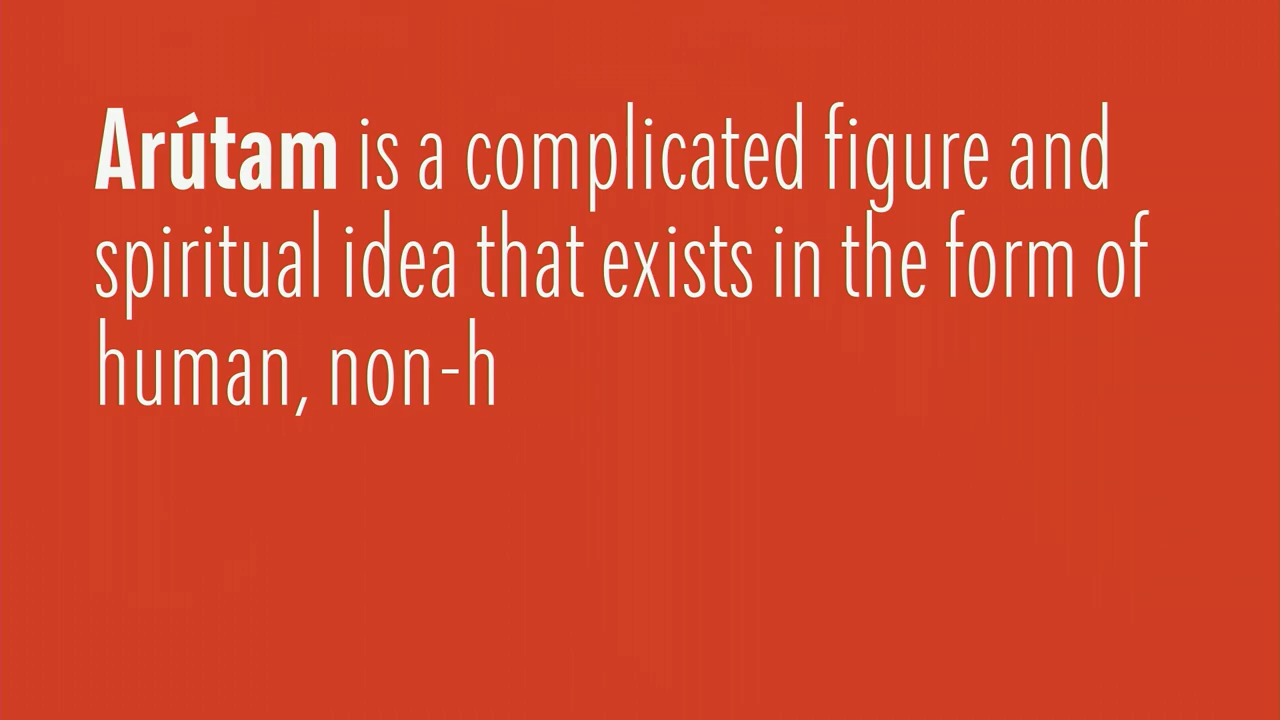 Arútam is a complicated figure and
spiritual idea that exists in the form of
human, non-h